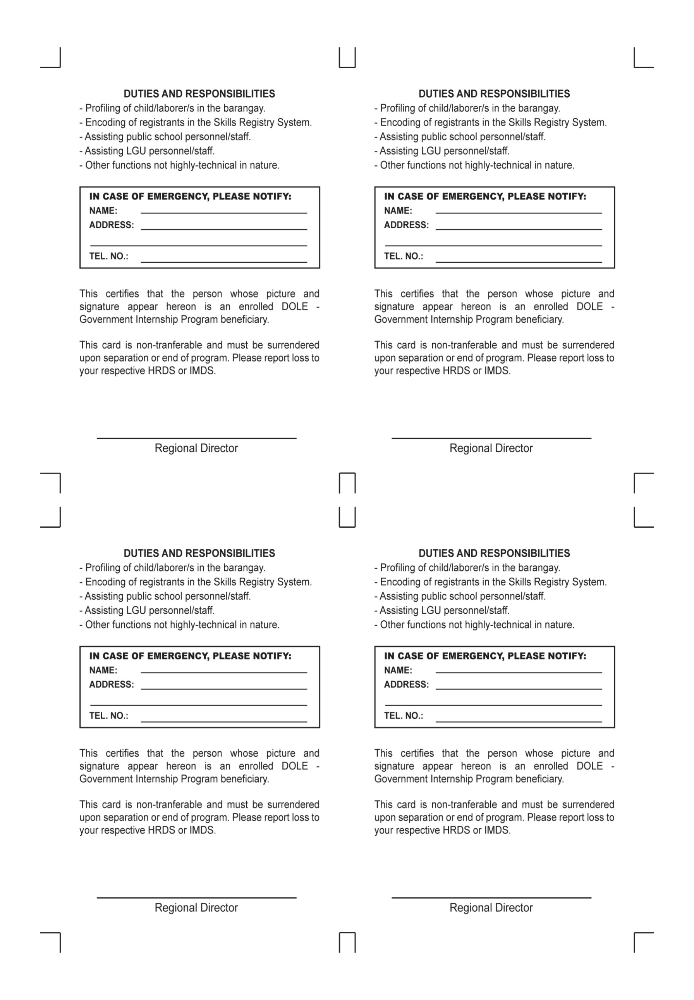 DUTIES AND RESPONSIBILITIES
- Profiling of child/laborer/s in the barangay.
- Encoding of registrants in the Skills Registry System.
- Assisting public school personnel/staff.
- Assisting LGU personnel/staff.
- Other functions not highly-technical in nature.
IN CASE OF EMERGENCY, PLEASE NOTIFY:
NAME:
ADDRESS:
TEL. NO.:
This certifies that the person whose picture and
signature appear hereon is an enrolled DOLE -
Government Internship Program beneficiary.
This card is non-tranferable and must be surrendered
upon separation or end of program. Please report loss to
your respective HRDS or IMDS.
Regional Director
DUTIES AND RESPONSIBILITIES
- Profiling of child/laborer/s in the barangay.
- Encoding of registrants in the Skills Registry System.
- Assisting public school personnel/staff.
- Assisting LGU personnel/staff.
- Other functions not highly-technical in nature.
IN CASE OF EMERGENCY, PLEASE NOTIFY:
NAME:
ADDRESS:
TEL. NO.:
This certifies that the person whose picture and
signature appear hereon is an enrolled DOLE -
Government Internship Program beneficiary.
This card is non-tranferable and must be surrendered
upon separation or end of program. Please report loss to
your respective HRDS or IMDS.
Regional Director
DUTIES AND RESPONSIBILITIES
- Profiling of child/laborer/s in the barangay.
- Encoding of registrants in the Skills Registry System.
- Assisting public school personnel/staff.
- Assisting LGU personnel/staff.
- Other functions not highly-technical in nature.
IN CASE OF EMERGENCY, PLEASE NOTIFY:
NAME:
ADDRESS:
TEL. NO.:
This certifies that the person whose picture and
signature appear hereon is an enrolled DOLE -
Government Internship Program beneficiary.
This card is non-tranferable and must be surrendered
upon separation or end of program. Please report loss to
your respective HRDS or IMDS.
Regional Director
DUTIES AND RESPONSIBILITIES
- Profiling of child/laborer/s in the barangay.
- Encoding of registrants in the Skills Registry System.
- Assisting public school personnel/staff.
- Assisting LGU personnel/staff.
- Other functions not highly-technical in nature.
IN CASE OF EMERGENCY, PLEASE NOTIFY:
NAME:
ADDRESS:
TEL. NO.:
This certifies that the person whose picture and
signature appear hereon is an enrolled DOLE -
Government Internship Program beneficiary.
This card is non-tranferable and must be surrendered
upon separation or end of program. Please report loss to
your respective HRDS or IMDS.
Regional Director